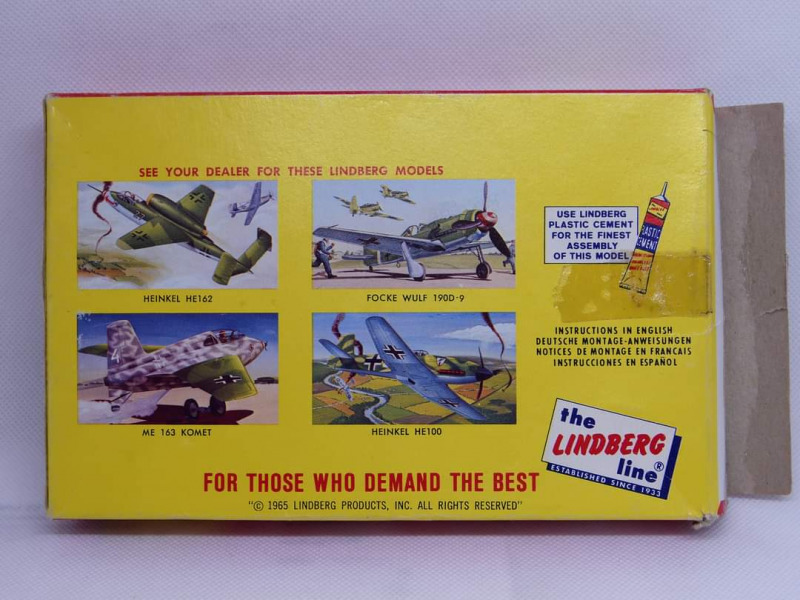 SEE YOUR DEALER FOR THESE LINDBERG MODELS
HEINKEL HE162
FOCKE WULF 190D-9
4
ME 163 KOMET
HEINKEL HE100
USE LINDBERG
PLASTIC CEMENT
FOR THE FINEST
ASSEMBLY
OF THIS MODEL
PLASTIC
CEMENT
INSTRUCTIONS IN ENGLISH
DEUTSCHE MONTAGE-ANWEISUNGEN
NOTICES DE MONTAGE EN FRANCAIS
INSTRUCCIONES EN ESPAÑOL
the
LINDBERG
line®
ESTABLISHED SINCE 1933
FOR THOSE WHO DEMAND THE BEST
"© 1965 LINDBERG PRODUCTS, INC. ALL RIGHTS RESERVED"